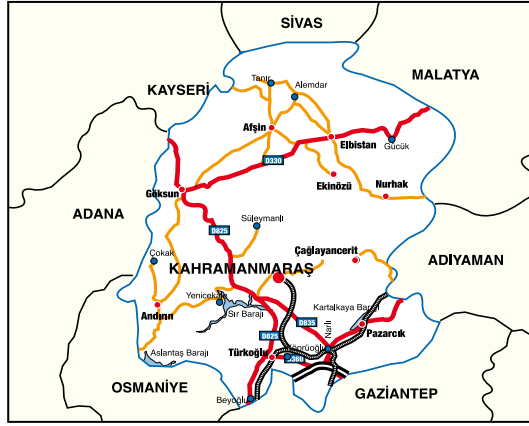 SİVAS
MALATYA
KAYSERİ
Tanır
Alemdar
Afşin
Elbistan
Gücük
D330
Ekinözü
Nurhak
Göksun
ADANA
Süleymanlı
D825
Çokak
Çağlayancerit
ADIYAMAN
KAHRAMANMARAŞ
Yenicekale
Kartalkaya Barajı
Andırın
Sır Barajı
D835
Narlı
Pazarcık
D825
Aslantaş Barajı
Türkoğlu
Köprüoğlu
D360
OSMANİYE
GAZİANTEP
Beyoğlu